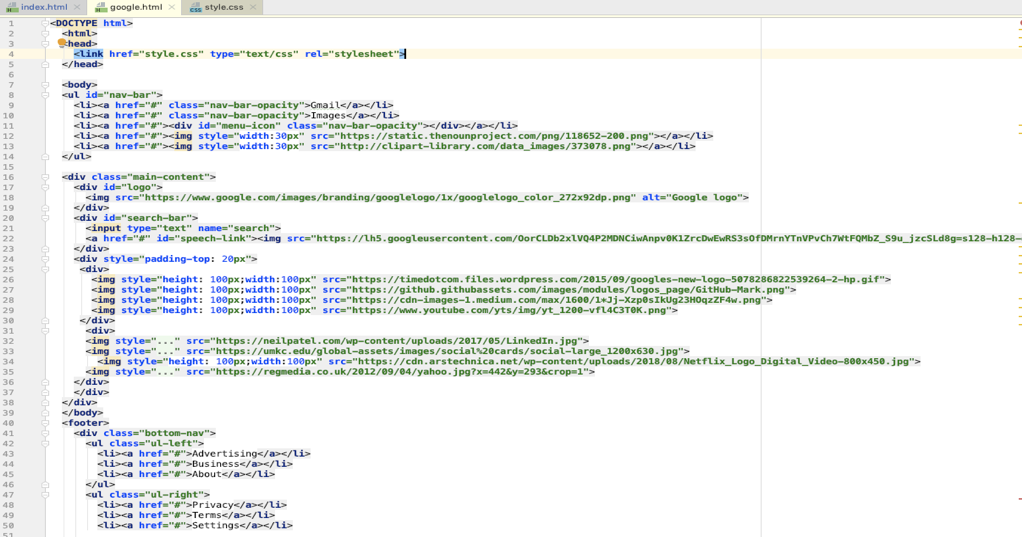 index.html google.html style.css
1 <DOCTYPE html>
2 <html>
3 <head>
4 <link href="style.css" type="text/css" rel="stylesheet">
5 </head>
6
7 <body>
8 <ul id="nav-bar">
9 <li><a href="#" class="nav-bar-opacity">Gmail</a></li>
10 <li><a href="#" class="nav-bar-opacity">Images</a></li>
11 <li><a href="#"><div id="menu-icon" class="nav-bar-opacity"></div></a></li>
12 <li><a href="#"><img style="width:30px" src="https://static.thenounproject.com/png/118652-200.png"></a></li>
13 <li><a href="#"><img style="width:30px" src="http://clipart-library.com/data_images/373078.png"></a></li>
14 </ul>
15
16 <div class="main-content">
17 <div id="logo">
18 <img src="https://www.google.com/images/branding/googlelogo/1x/googlelogo_color_272x92dp.png" alt="Google logo">
19 </div>
20 <div id="search-bar">
21 <input type="text" name="search">
22 <a href="#" id="speech-link"><img src="https://lh5.googleusercontent.com/OorCLDb2xlVQ4P2MDNCiwAnpv0K1ZrcDwEwRS3sOfDMrnYTnVPvCh7WtFQMbZ_S9u_jzcSLd8g=s128-h128-
23 </div>
24 <div style="padding-top: 20px">
25 <div>
26 <img style="height: 100px;width:100px" src="https://timedotcom.files.wordpress.com/2015/09/googles-new-logo-5078286822539264-2-hp.gif">
27 <img style="height: 100px;width:100px" src="https://github.githubassets.com/images/modules/logos_page/GitHub-Mark.png">
28 <img style="height: 100px;width:100px" src="https://cdn-images-1.medium.com/max/1600/1*Jj-Xzp0sIkUg23HOqzZF4w.png">
29 <img style="height: 100px;width:100px" src="https://www.youtube.com/yts/img/yt_1200-vfl4C3T0K.png">
30 </div>
31 <div>
32 <img style="..." src="https://neilpatel.com/wp-content/uploads/2017/05/LinkedIn.jpg">
33 <img style="..." src="https://umkc.edu/global-assets/images/social%20cards/social-large_1200x630.jpg">
34 <img style="height: 100px;width:100px" src="https://cdn.arstechnica.net/wp-content/uploads/2018/08/Netflix_Logo_Digital_Video-800x450.jpg">
35 <img style="..." src="https://regmedia.co.uk/2012/09/04/yahoo.jpg?x=442&y=293&crop=1">
36 </div>
37 </div>
38 </div>
39 </body>
40 <footer>
41 <div class="bottom-nav">
42 <ul class="ul-left">
43 <li><a href="#">Advertising</a></li>
44 <li><a href="#">Business</a></li>
45 <li><a href="#">About</a></li>
46 </ul>
47 <ul class="ul-right">
48 <li><a href="#">Privacy</a></li>
49 <li><a href="#">Terms</a></li>
50 <li><a href="#">Settings</a></li>
51